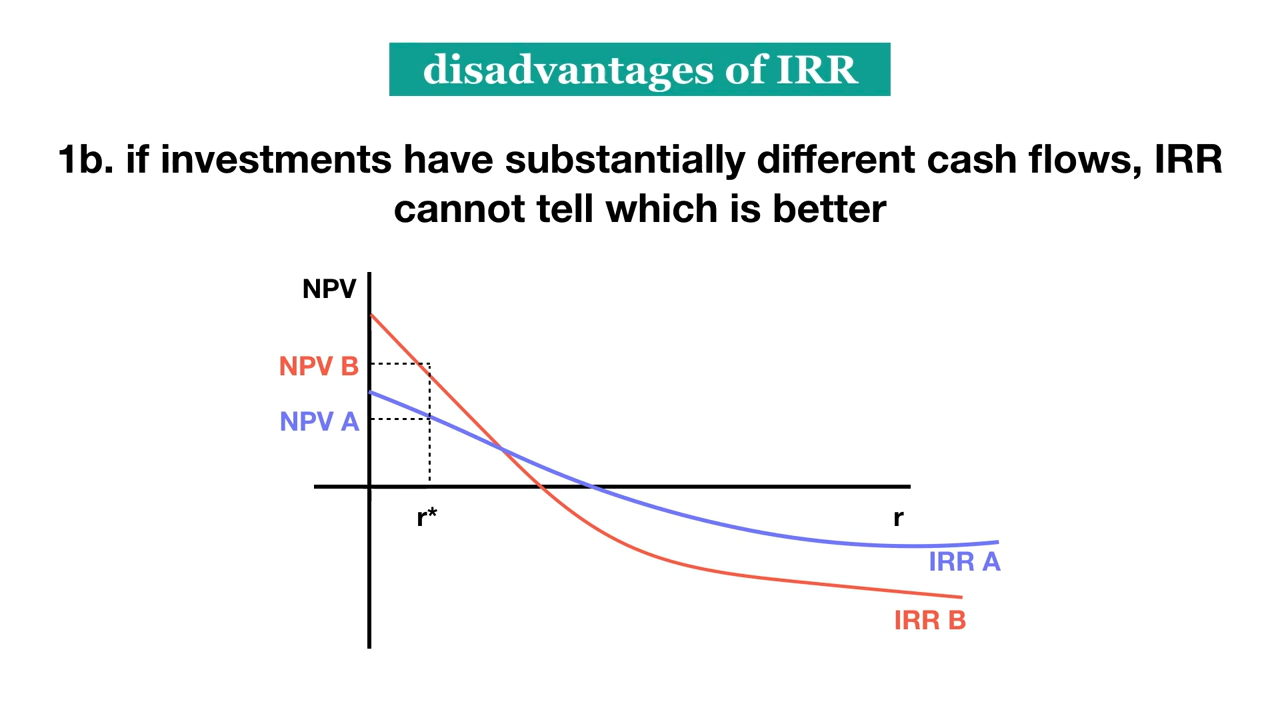 disadvantages of IRR
1b. if investments have substantially different cash flows, IRR
cannot tell which is better
NPV
NPV B
NPV A
r*
r
IRR A
IRR B